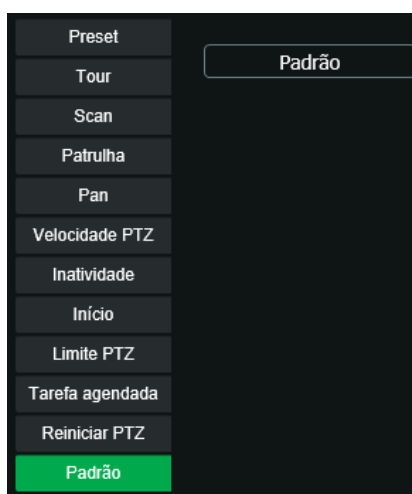 Preset
Tour
Scan
Patrulha
Pan
Velocidade PTZ
Inatividade
Início
Limite PTZ
Tarefa agendada
Reiniciar PTZ
Padrão
Padrão